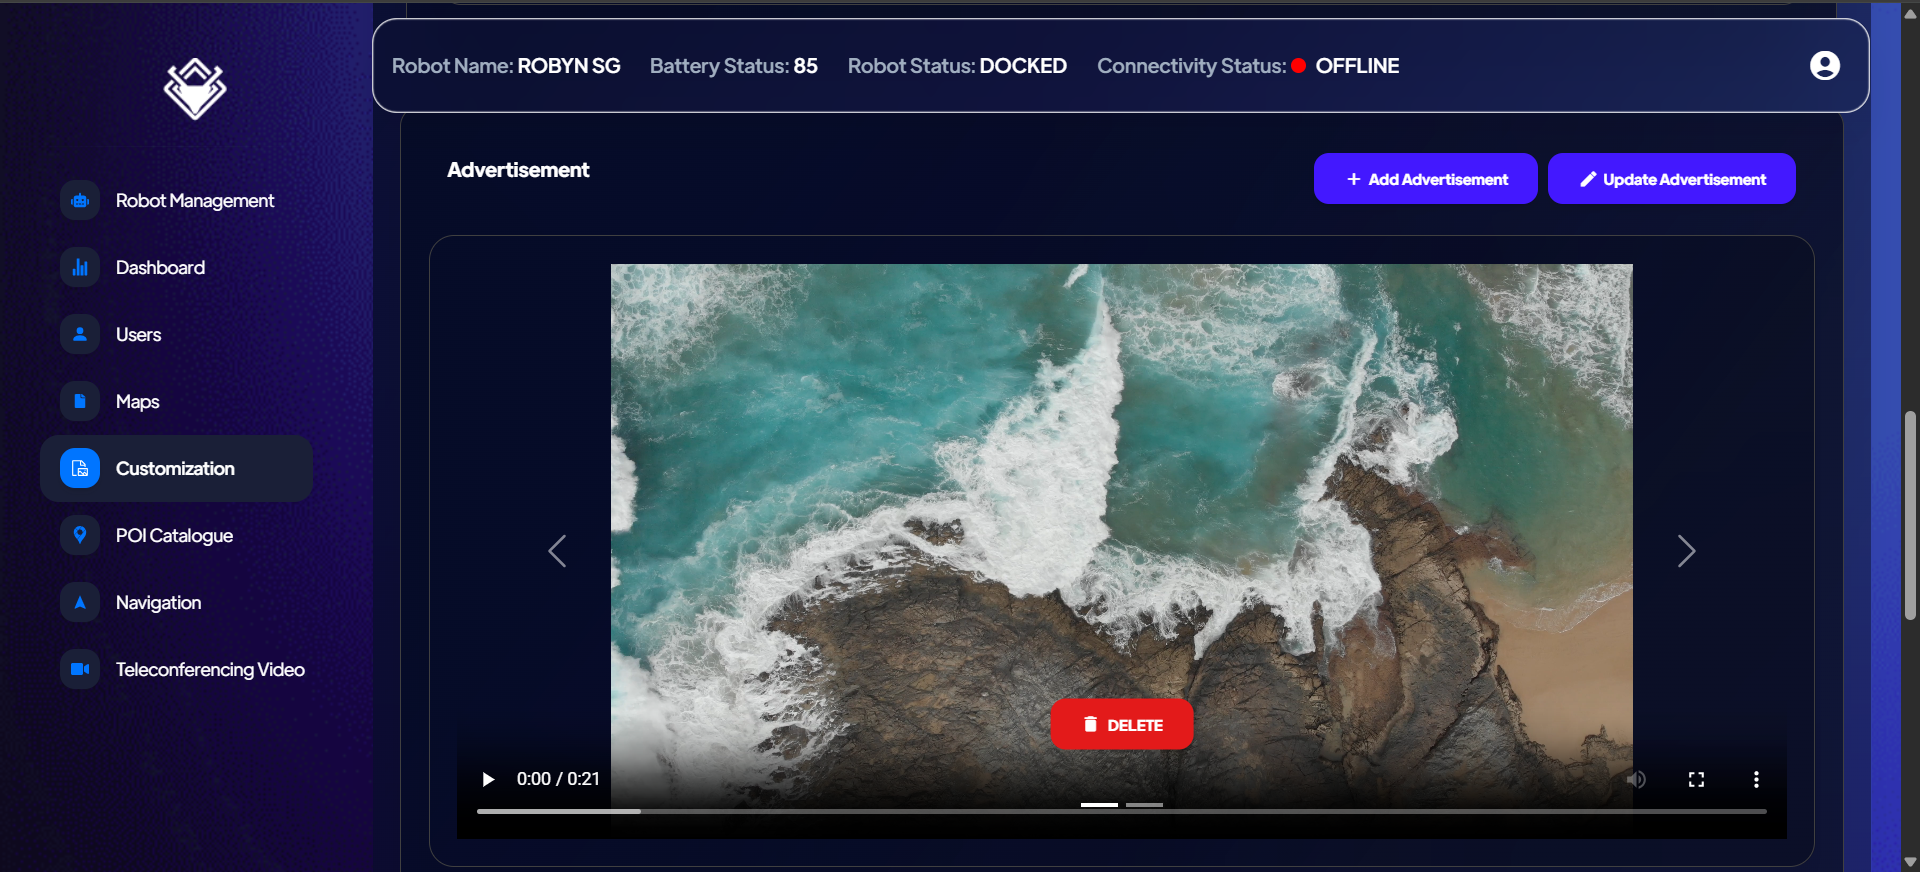 Robot Name: ROBYN SG Battery Status: 85 Robot Status: DOCKED Connectivity Status: OFFLINE
Robot Management
Dashboard
Users
Maps
Customization
POI Catalogue
Navigation
Teleconferencing Video
Advertisement
Add Advertisement
Update Advertisement
DELETE
0:00 / 0:21